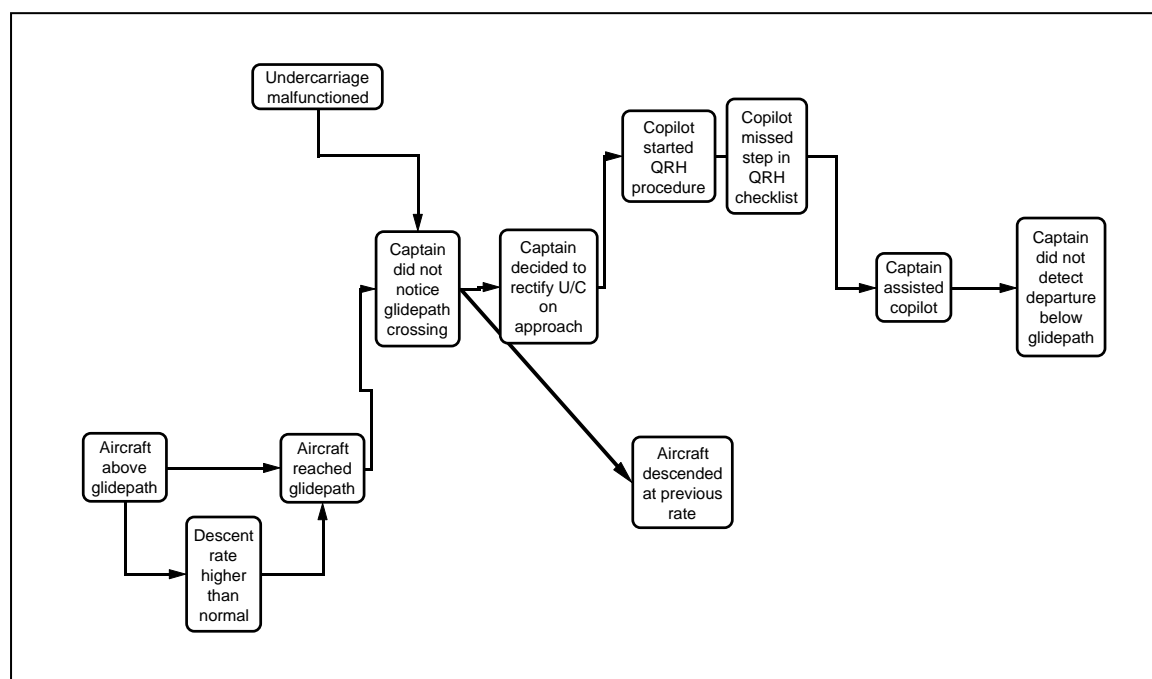 Undercarriage
malfunctioned
Copilot
started
QRH
procedure
Copilot
missed
step in
QRH
checklist
Captain
did not
notice
glidepath
crossing
Captain
decided to
rectify U/C
on
approach
Captain
assisted
copilot
Captain
did not
detect
departure
below
glidepath
Aircraft
above
glidepath
Aircraft
reached
glidepath
Aircraft
descended
at previous
rate
Descent
rate
higher
than
normal